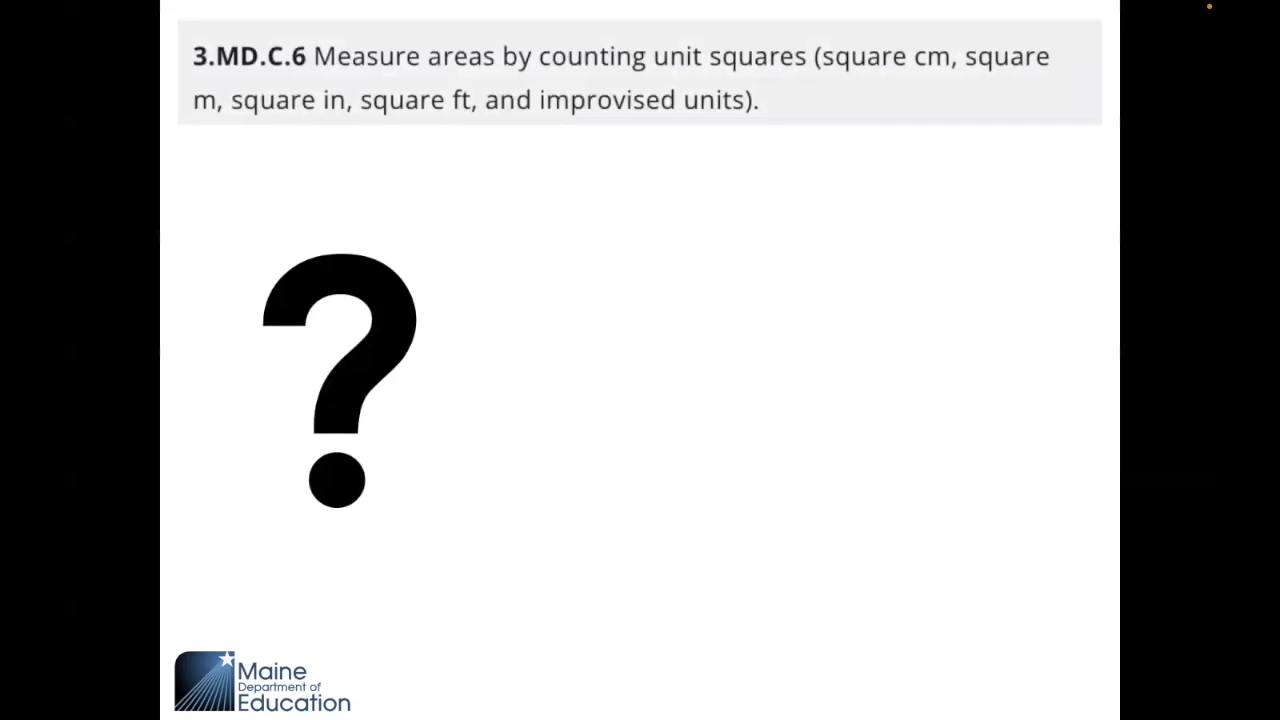 3.MD.C.6 Measure areas by counting unit squares (square cm, square
m, square in, square ft, and improvised units).
?
Maine
Department of
Education